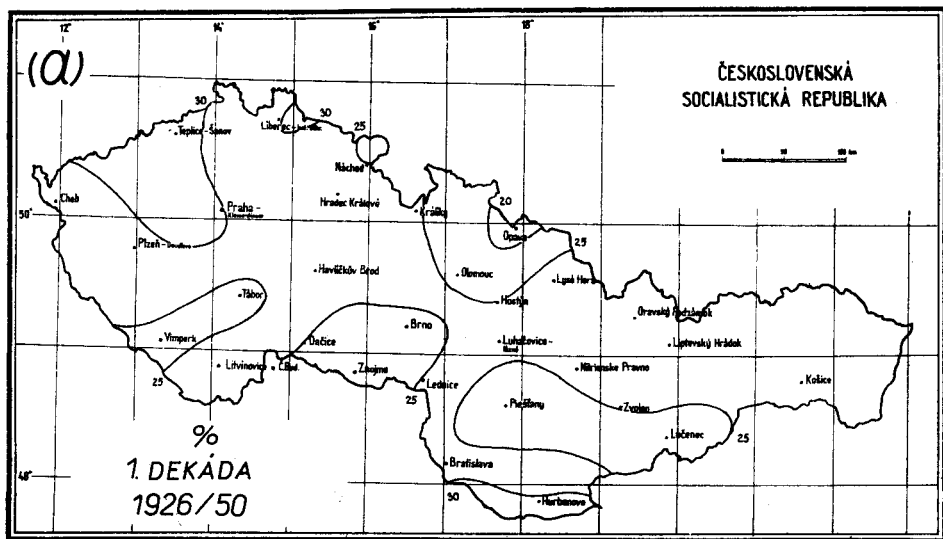 12° 14 16 18
(a)
ČESKOSLOVENSKÁ
SOCIALISTICKÁ REPUBLIKA
30
Teplice-Šanov
Liberec
30
25
Náchod
Cheb
50°
Praha-
Hradec Králové
Králíky
20
Opava
25
Plzeň-Doudlevce
Havlíčkův Brod
Olomouc
Lysá Hora
Tábor
Hostýn
Oravský Podzámok
Vimperk
Dačice
Brno
Luhačovice-
Liptovský Hrádok
25
Litvínovice
Znojmo
25
Lednice
Nitrianske Pravno
Košice
Piešťany
Zvolen
Lučenec
25
%
1. DEKÁDA
1926/50
48°
Bratislava
30
Hurbanovo